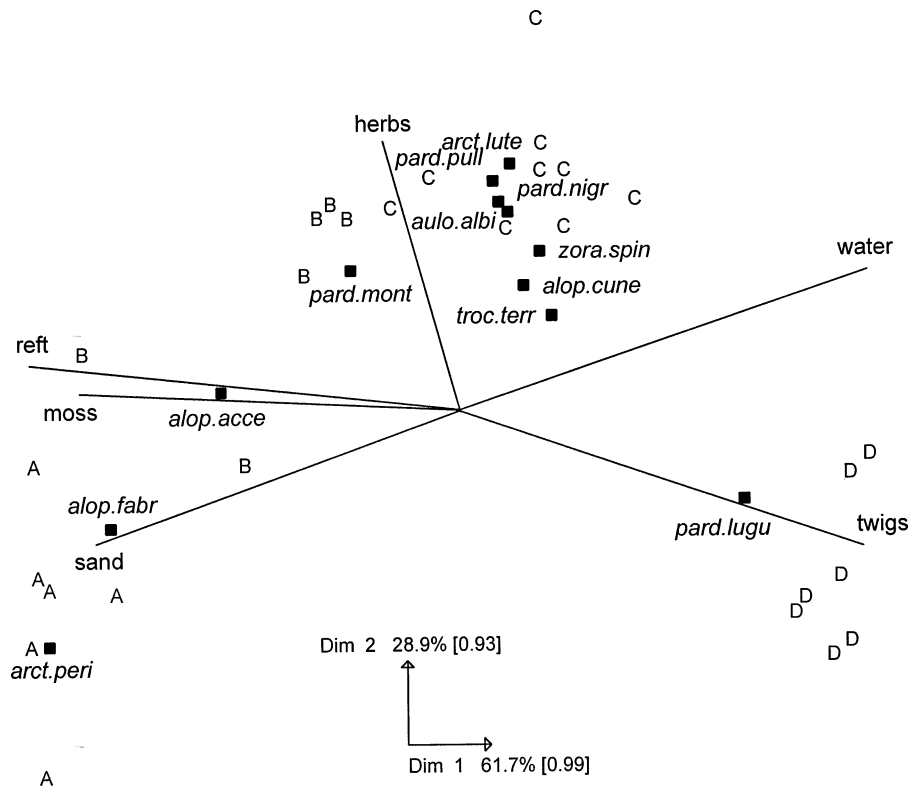 C
herbs
arct.lute C
pard.pull C C C
pard.nigr C
B B B C aulo.albi C C
water
B zora.spin
pard.mont alop.cune
troc.terr
reft B
moss alop.acce
A B D D
alop.fabr
pard.lugu twigs
sand
A A A D D D
Dim 2 28.9% [0.93]
A D D
arct.peri
Dim 1 61.7% [0.99]
A